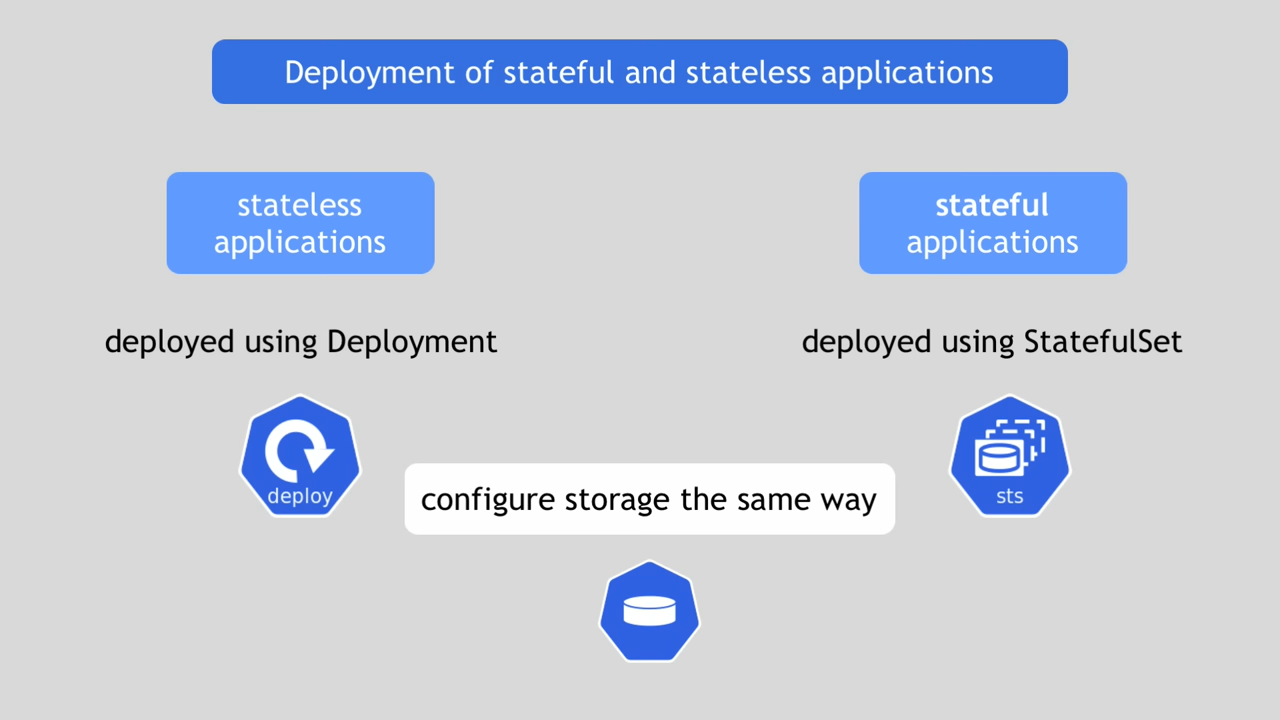 Deployment of stateful and stateless applications
stateless
applications
stateful
applications
deployed using Deployment
deployed using StatefulSet
deploy
sts
configure storage the same way